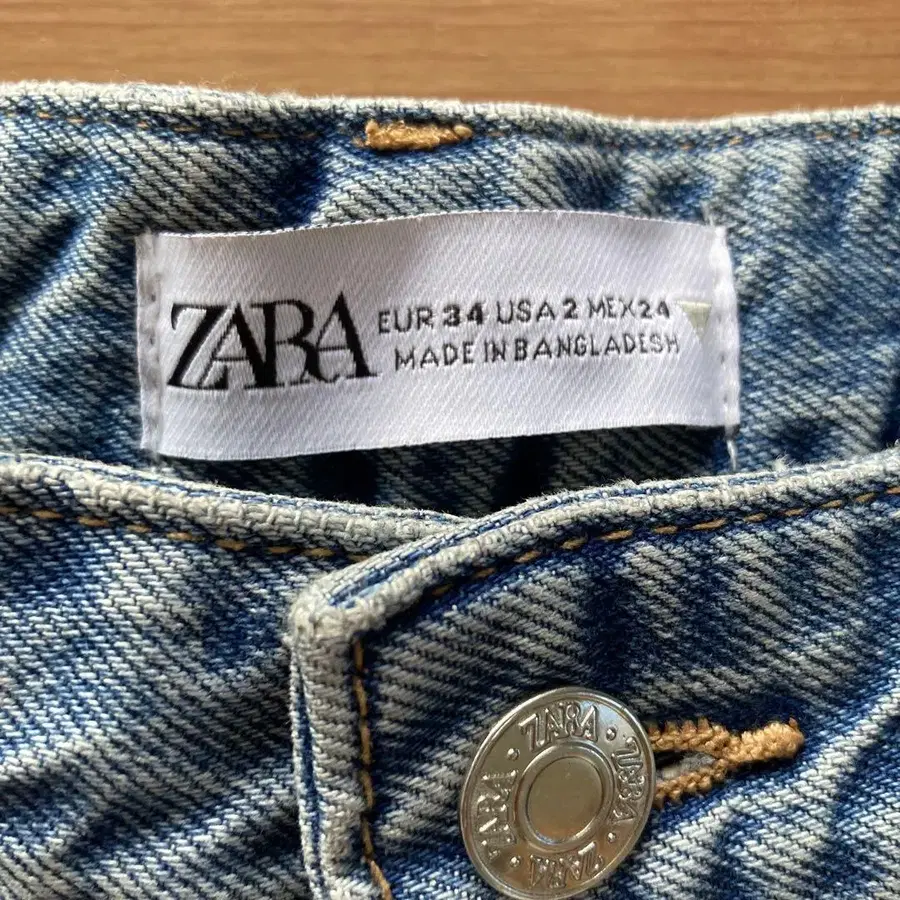 ZARA
EUR 34 USA 2 MEX 24
MADE IN BANGLADESH
ZARA · ZARA · ZARA · ZARA ·